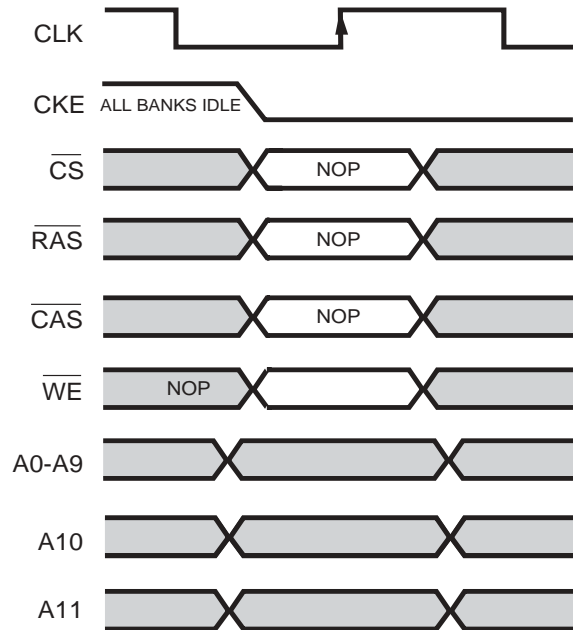 CLK
CKE ALL BANKS IDLE
CS NOP
RAS NOP
CAS NOP
WE NOP
A0-A9
A10
A11